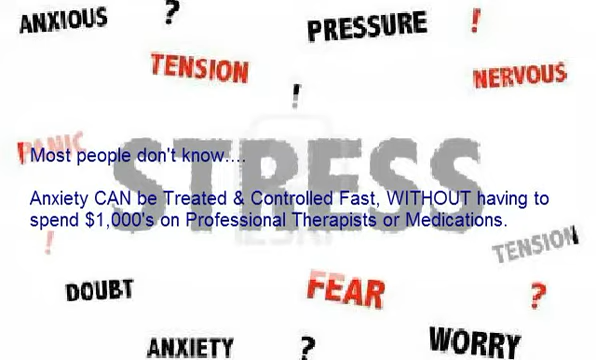 ANXIOUS ? PRESSURE !
TENSION NERVOUS
!
PANIC
STRESS
Most people don't know....
Anxiety CAN be Treated & Controlled Fast, WITHOUT having to
spend $1,000's on Professional Therapists or Medications.
! TENSION
DOUBT FEAR ?
ANXIETY ? WORRY